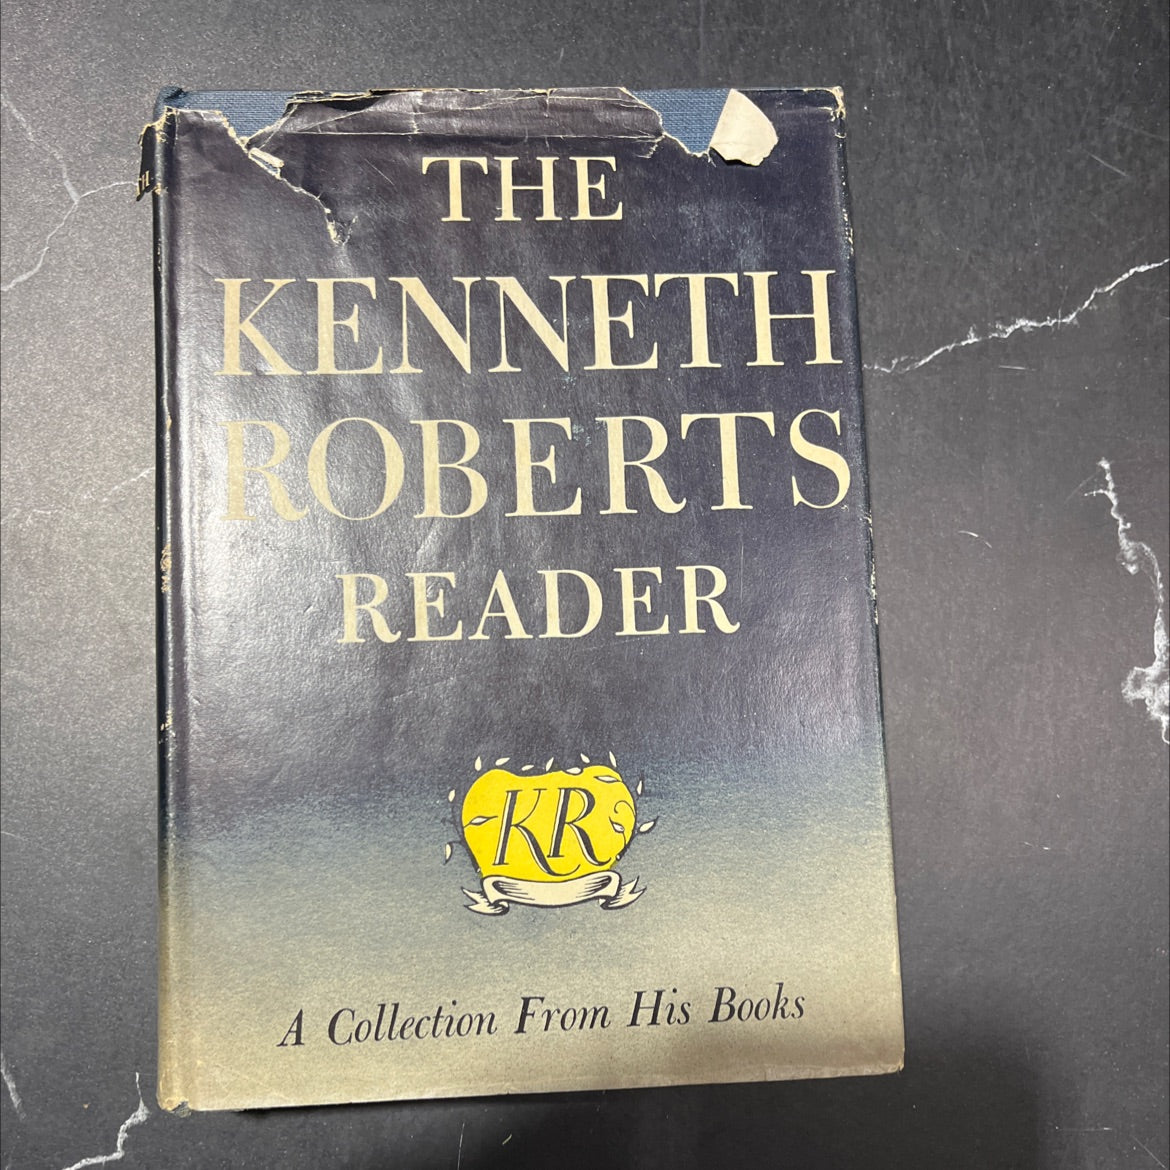 THE
KENNETH
ROBERTS
READER
KR
A Collection From His Books